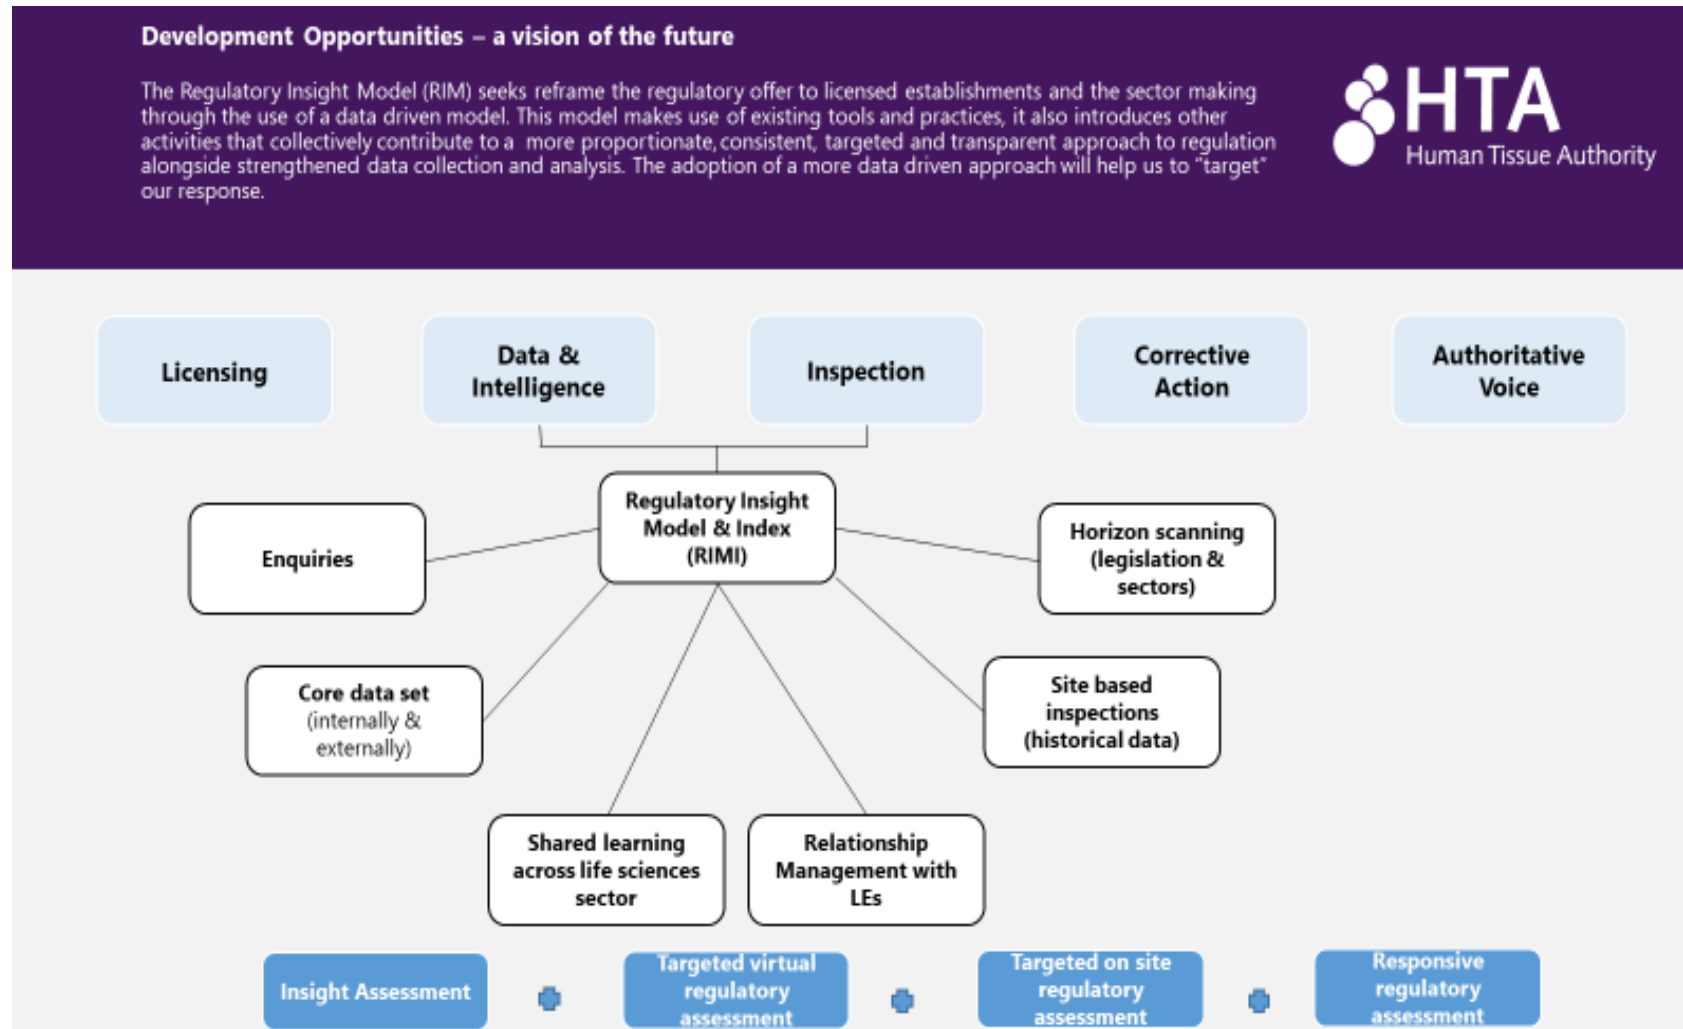 Development Opportunities – a vision of the future
The Regulatory Insight Model (RIM) seeks reframe the regulatory offer to licensed establishments and the sector making
through the use of a data driven model. This model makes use of existing tools and practices, it also introduces other
activities that collectively contribute to a more proportionate, consistent, targeted and transparent approach to regulation
alongside strengthened data collection and analysis. The adoption of a more data driven approach will help us to "target"
our response.
HTA
Human Tissue Authority
Licensing
Data &
Intelligence
Inspection
Corrective
Action
Authoritative
Voice
Regulatory Insight
Model & Index
(RIMI)
Enquiries
Horizon scanning
(legislation &
sectors)
Core data set
(internally &
externally)
Site based
inspections
(historical data)
Shared learning
across life sciences
sector
Relationship
Management with
LEs
Insight Assessment
Targeted virtual
regulatory
assessment
Targeted on site
regulatory
assessment
Responsive
regulatory
assessment